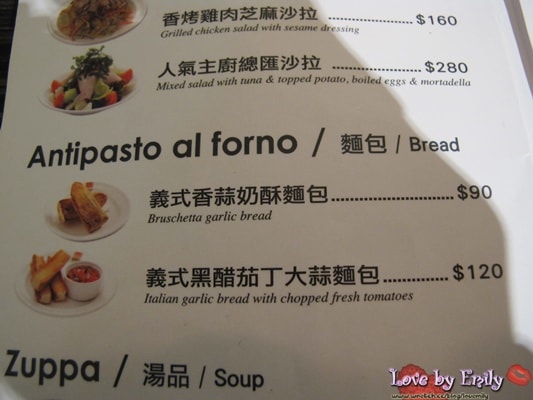 香烤雞肉芝麻沙拉 ................ $160
Grilled chicken salad with sesame dressing
人氣主廚總匯沙拉 ................ $280
Mixed salad with tuna & topped potato, boiled eggs & mortadella
Antipasto al forno / 麵包 / Bread
義式香蒜奶酥麵包........................ $90
Bruschetta garlic bread
義式黑醋茄丁大蒜麵包............. $120
Italian garlic bread with chopped fresh tomatoes
Zuppa / 湯品 / Soup
Love by Emily